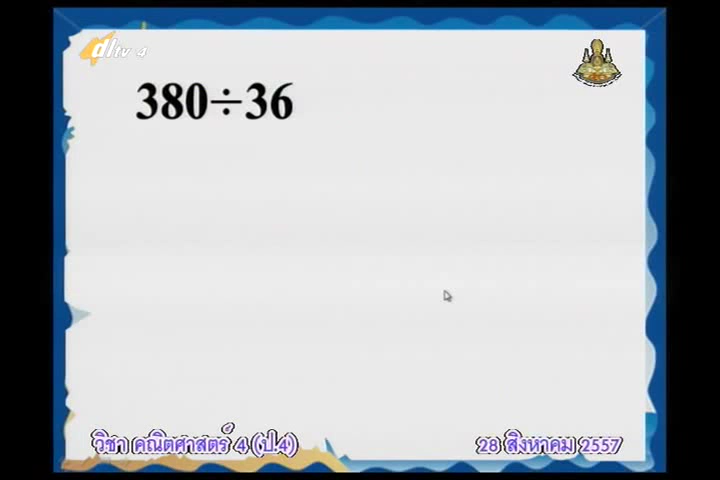 dltv 4
380÷36
วิชา คณิตศาสตร์ 4 (ป.4)
28 สิงหาคม 2557